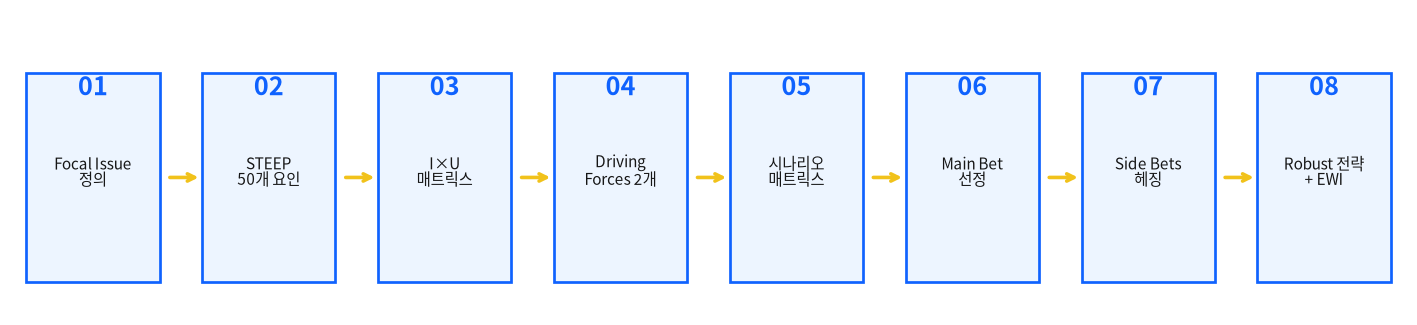 01
Focal Issue
정의
02
STEEP
50개 요인
03
I×U
매트릭스
04
Driving
Forces 2개
05
시나리오
매트릭스
06
Main Bet
선정
07
Side Bets
헤징
08
Robust 전략
+ EWI